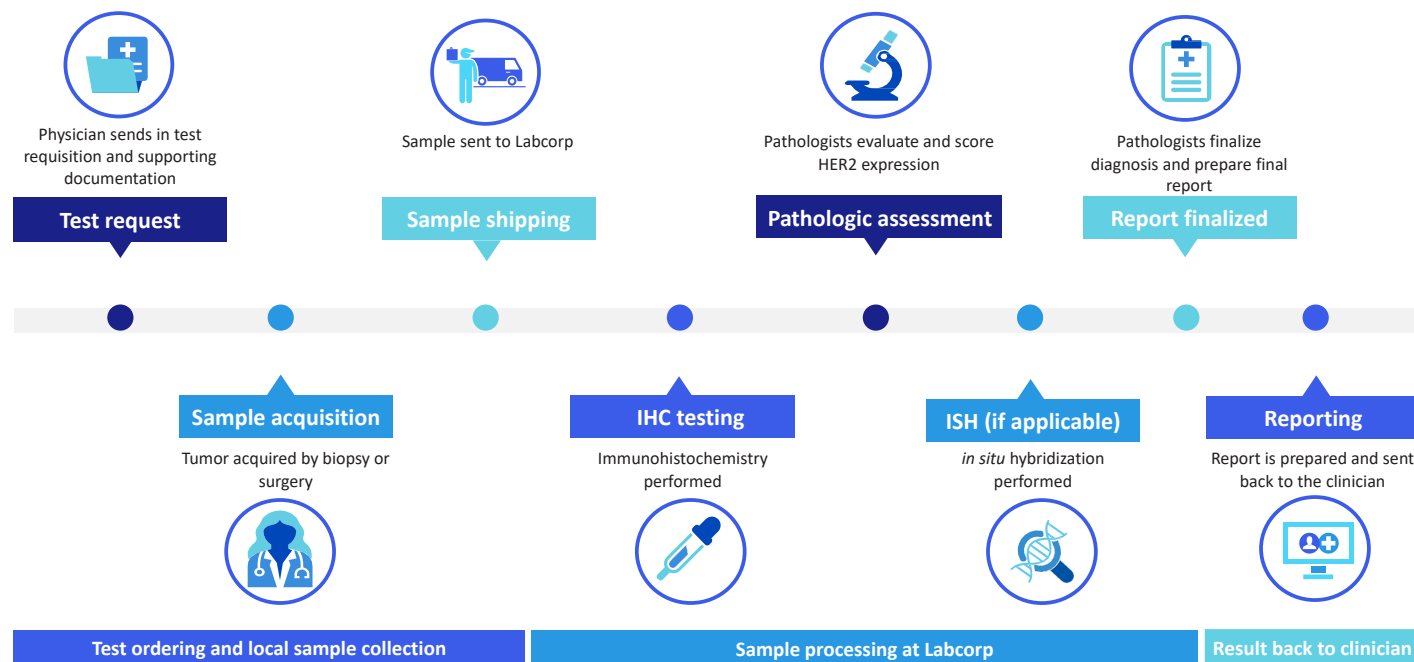 Physician sends in test
requisition and supporting
documentation
Test request
Sample acquisition
Tumor acquired by biopsy or
surgery
Sample sent to Labcorp
Sample shipping
IHC testing
Immunohistochemistry
performed
Pathologists evaluate and score
HER2 expression
Pathologic assessment
ISH (if applicable)
in situ hybridization
performed
Pathologists finalize
diagnosis and prepare final
report
Report finalized
Reporting
Report is prepared and sent
back to the clinician
Test ordering and local sample collection
Sample processing at Labcorp
Result back to clinician